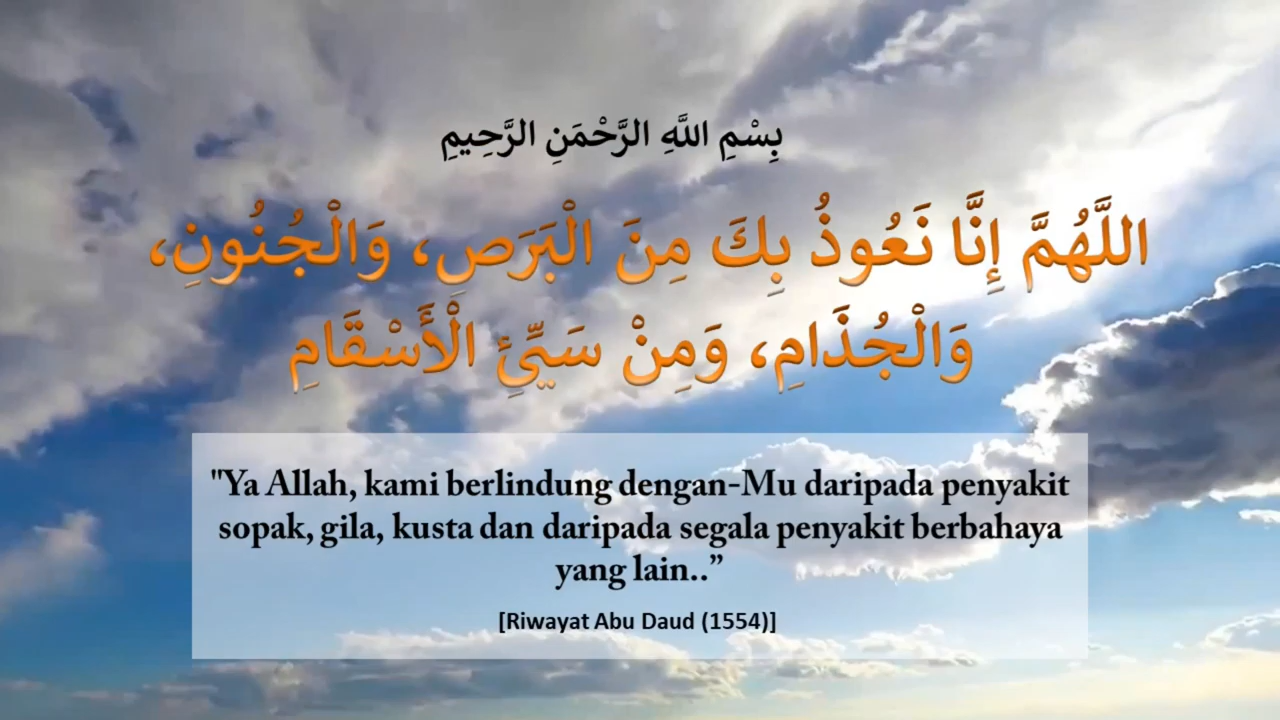 بِسْمِ اللَّهِ الرَّحْمَنِ الرَّحِيمِ
اللَّهُمَّ إِنَّا نَعُوذُ بِكَ مِنَ الْبَرَصِ، وَالْجُنُونِ،
وَالْجُذَامِ، وَمِنْ سَيِّئِ الْأَسْقَامِ
"Ya Allah, kami berlindung dengan-Mu daripada penyakit
sopak, gila, kusta dan daripada segala penyakit berbahaya
yang lain..”
[Riwayat Abu Daud (1554)]